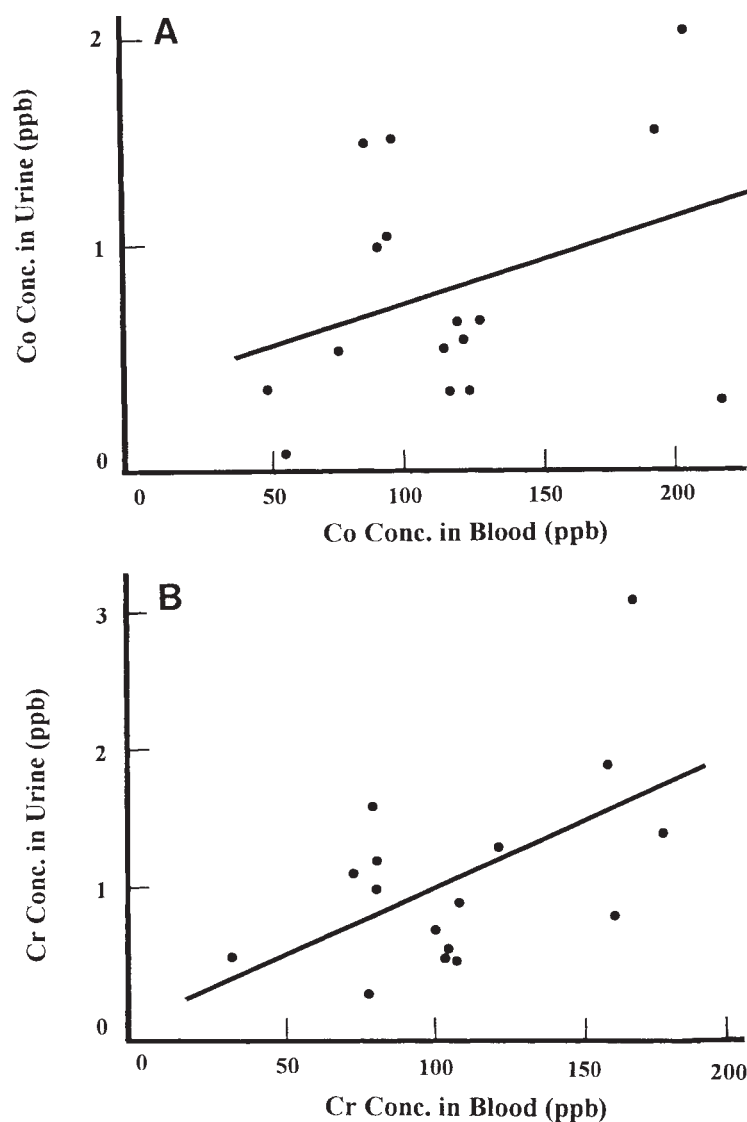 A
2
1
0
Co Conc. in Urine (ppb)
0 50 100 150 200
Co Conc. in Blood (ppb)
B
3
2
1
0
Cr Conc. in Urine (ppb)
0 50 100 150 200
Cr Conc. in Blood (ppb)